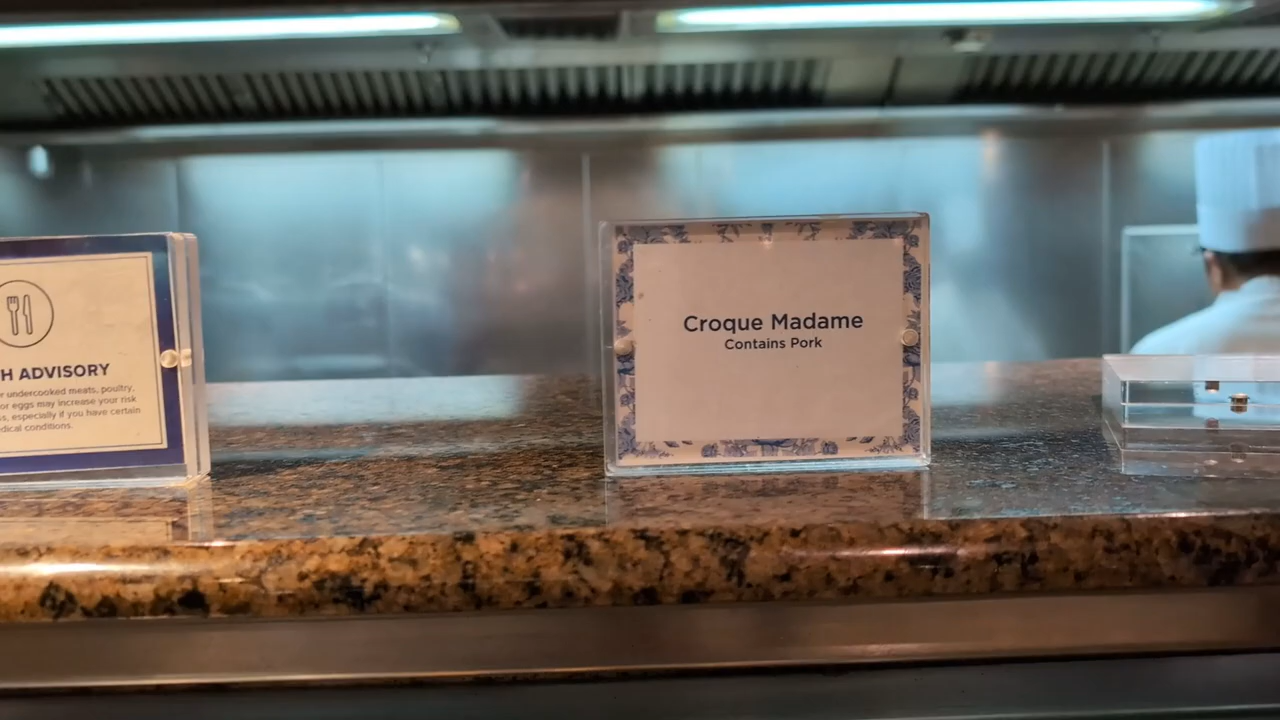 H ADVISORY
undercooked meats, poultry,
or eggs may increase your risk
especially if you have certain
conditions.
Croque Madame
Contains Pork